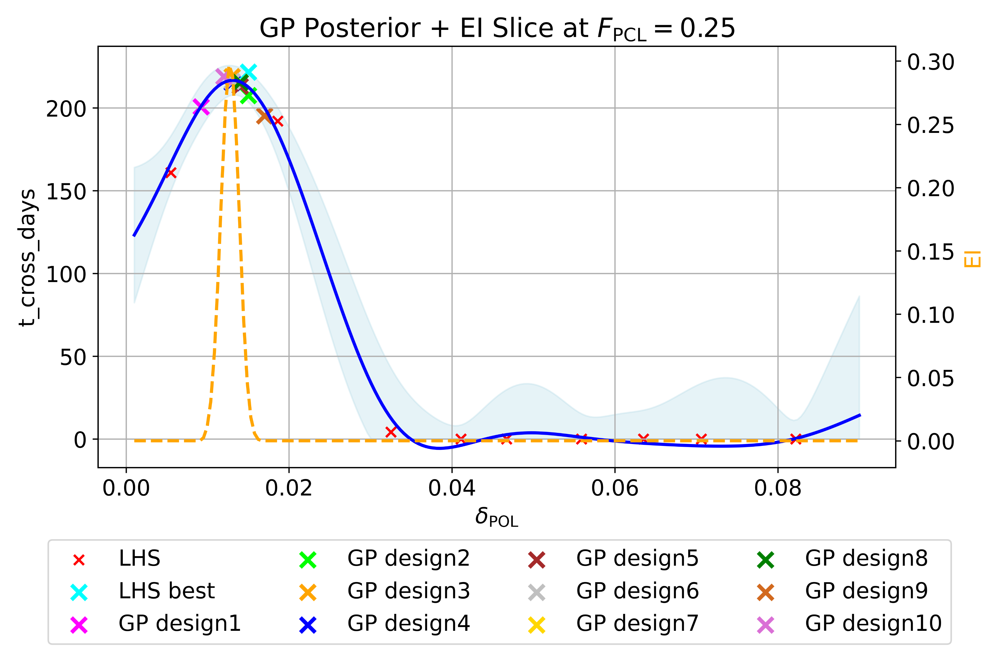 GP Posterior + EI Slice at F_PCL = 0.25
t_cross_days
200
150
100
50
0
0.30
0.25
0.20
0.15
0.10
0.05
0.00
EI
0.00 0.02 0.04 0.06 0.08
δ_POL
LHS GP design2 GP design5 GP design8
LHS best GP design3 GP design6 GP design9
GP design1 GP design4 GP design7 GP design10